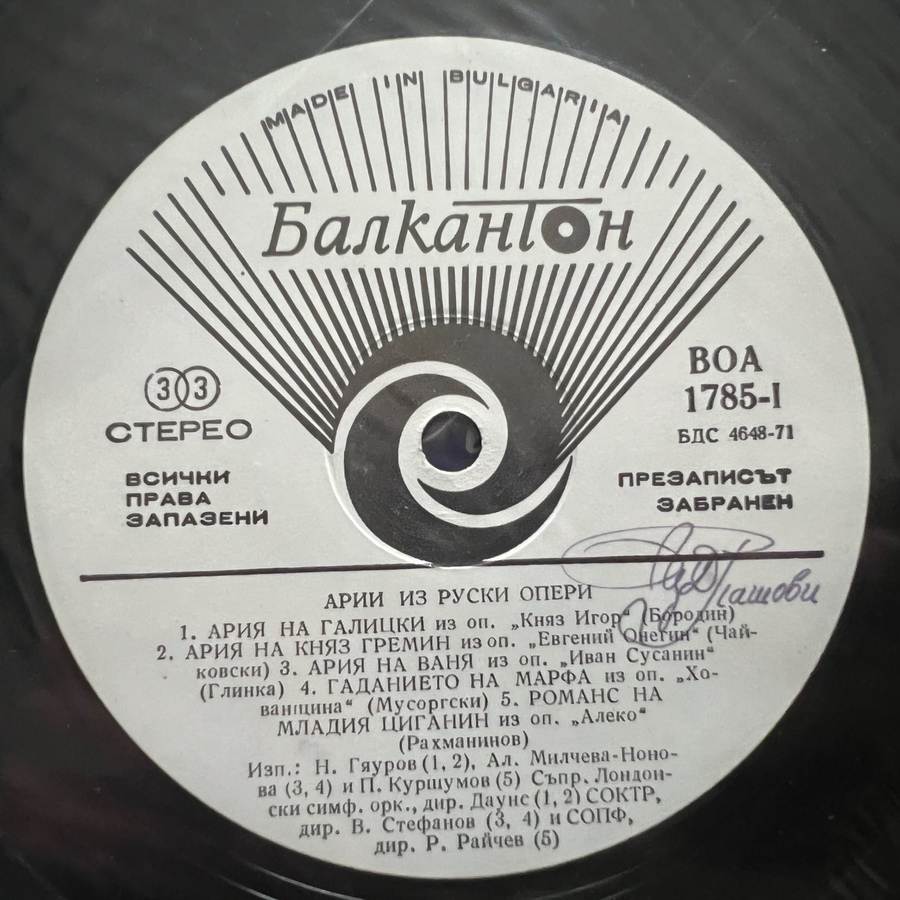 MADE IN BULGARIA
Балкантон
33
СТЕРЕО
ВСИЧКИ
ПРАВА
ЗАПАЗЕНИ
ВОА
1785-I
БДС 4648-71
ПРЕЗАПИСЪТ
ЗАБРАНЕН
АРИИ ИЗ РУСКИ ОПЕРИ
1. АРИЯ НА ГАЛИЦКИ из оп. „Княз Игор“ (Бородин)
2. АРИЯ НА КНЯЗ ГРЕМИН из оп. „Евгений Онегин“ (Чай-
ковски) 3. АРИЯ НА ВАНЯ из оп. „Иван Сусанин“
(Глинка) 4. ГАДАНИЕТО НА МАРФА из оп. „Хо-
ванщина“ (Мусоргски) 5. РОМАНС НА
МЛАДИЯ ЦИГАНИН из оп. „Алеко“
(Рахманинов)
Изп.: Н. Гяуров (1, 2), Ал. Милчева-Ноно-
ва (3, 4) и П. Куршумов (5) Съпр. Лондон-
ски симф. орк., дир. Даунс (1, 2) СОКТР,
дир. В. Стефанов (3, 4) и СОПФ,
дир. Р. Райчев (5)